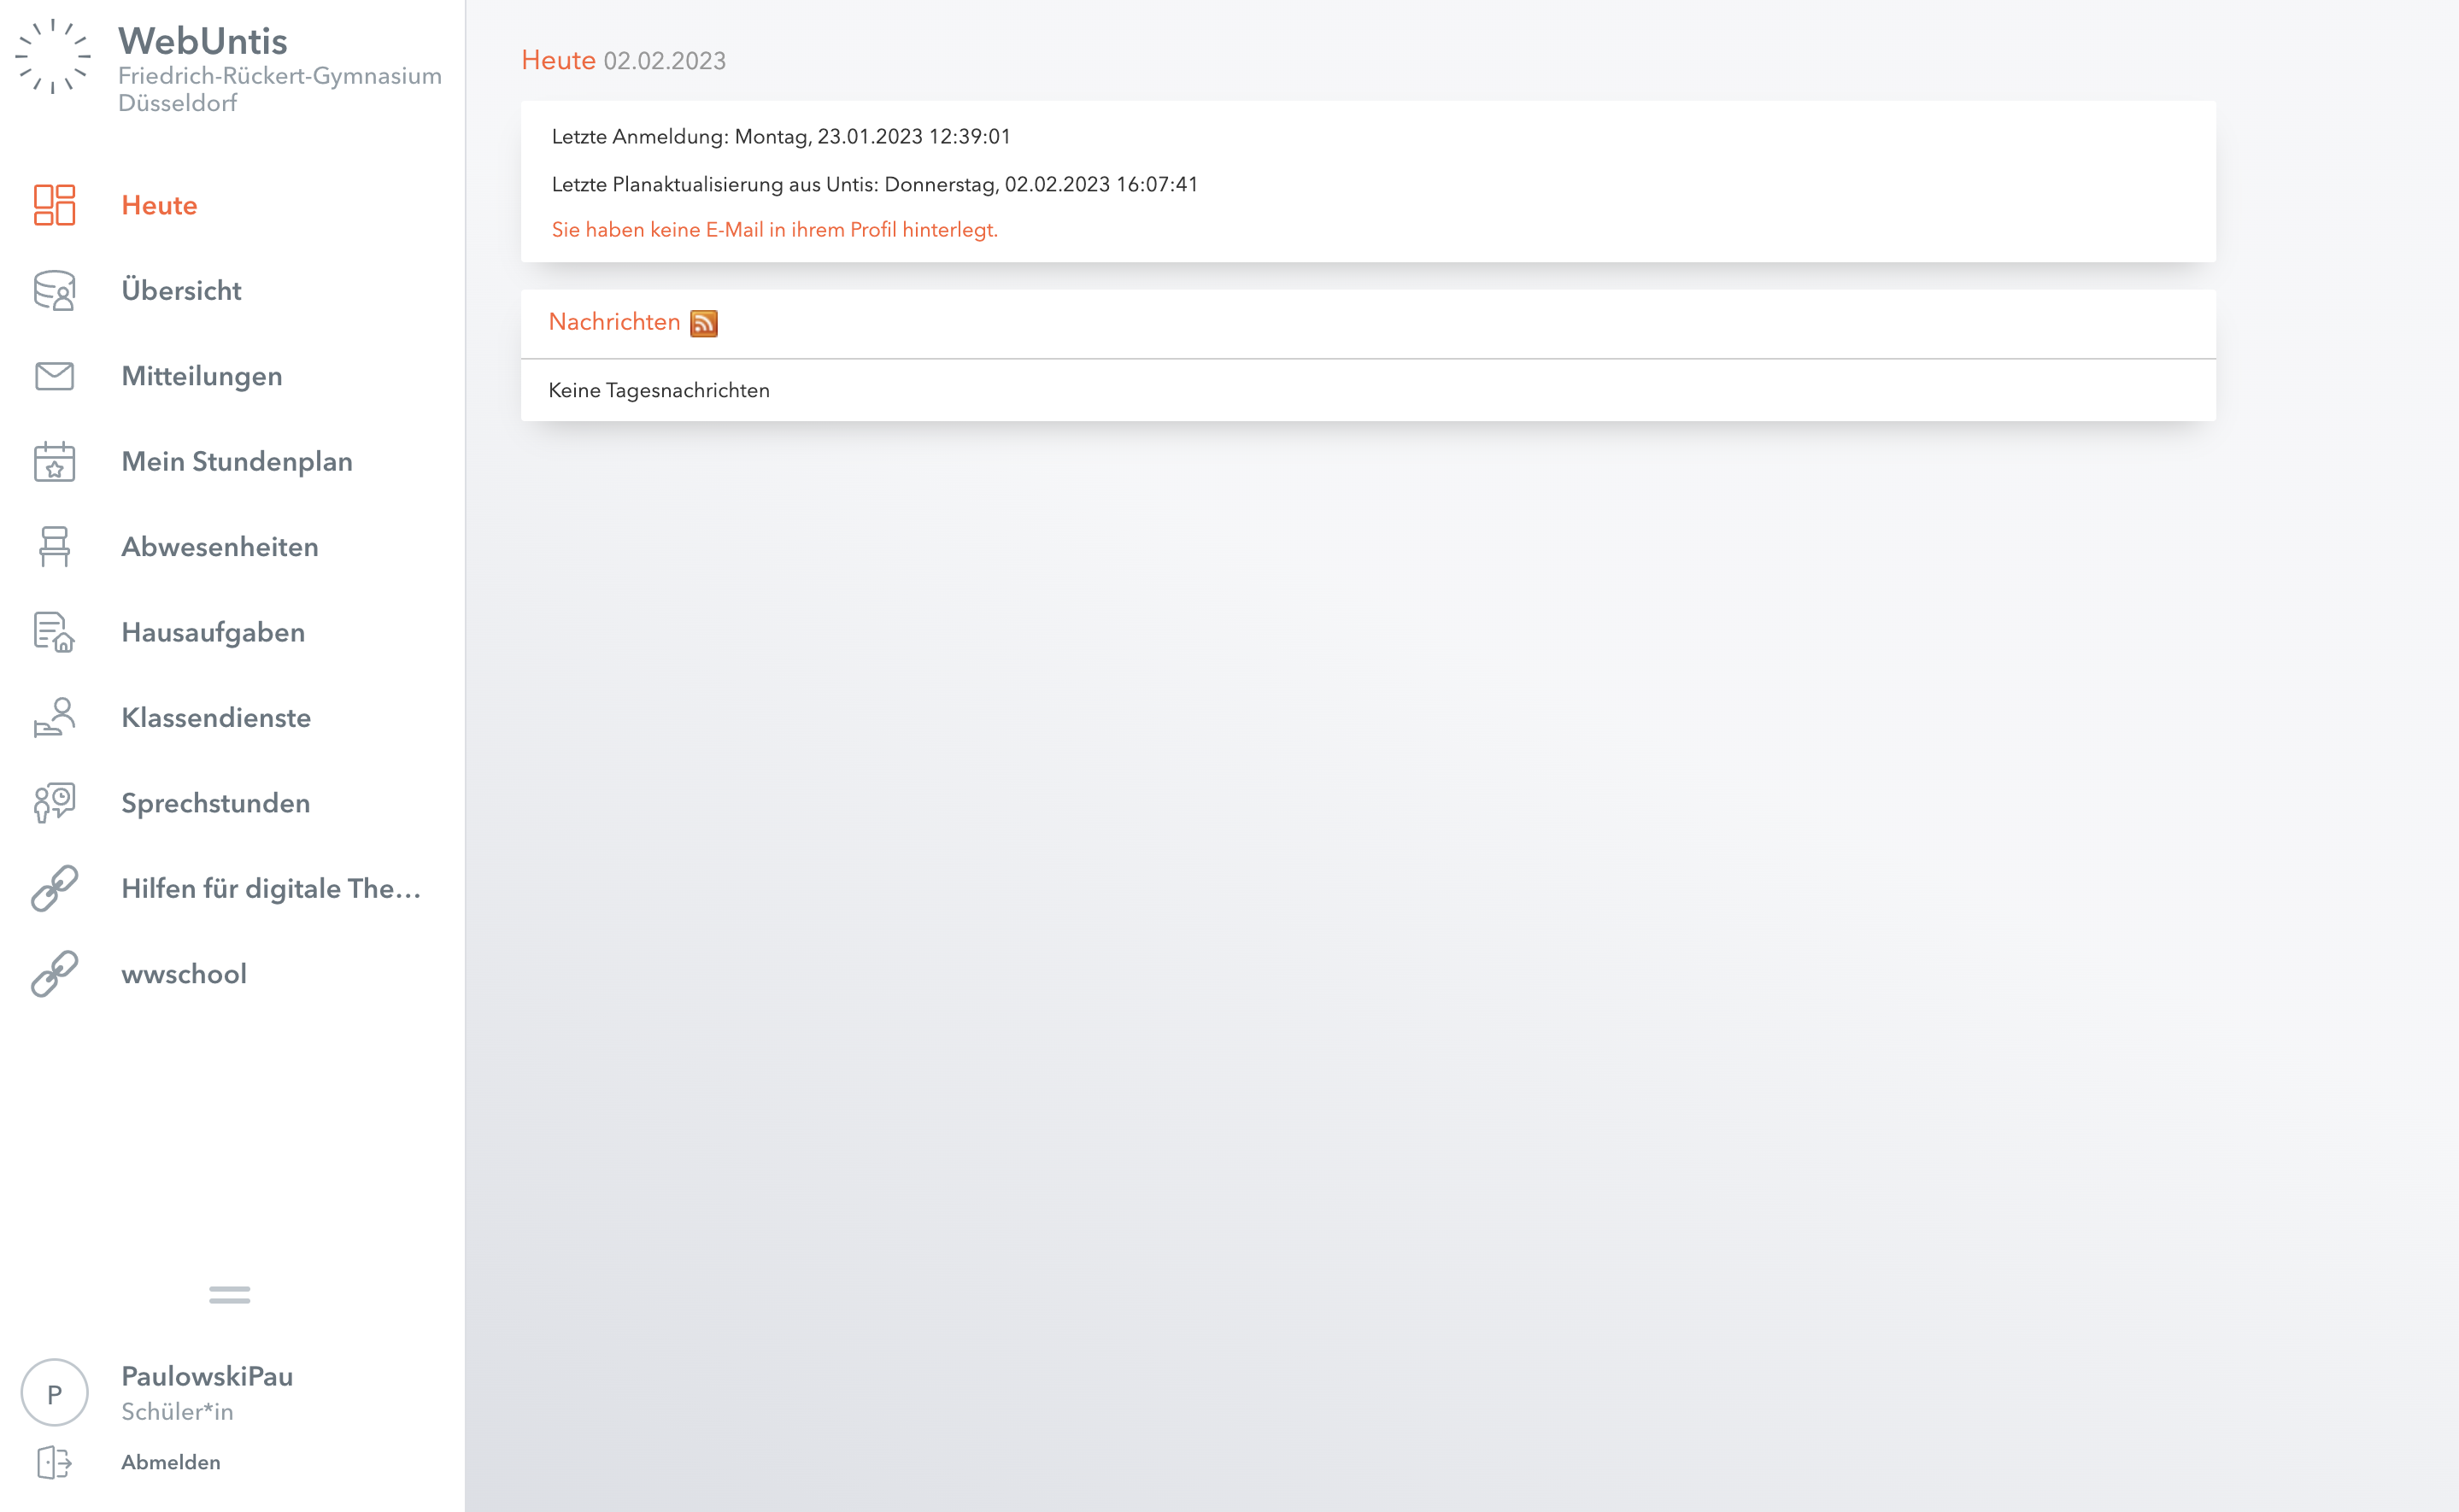 WebUntis
Friedrich-Rückert-Gymnasium
Düsseldorf
Heute
Übersicht
Mitteilungen
Mein Stundenplan
Abwesenheiten
Hausaufgaben
Klassendienste
Sprechstunden
Hilfen für digitale The...
wwschool
P
PaulowskiPau
Schüler*in
Abmelden
Heute 02.02.2023
Letzte Anmeldung: Montag, 23.01.2023 12:39:01
Letzte Planaktualisierung aus Untis: Donnerstag, 02.02.2023 16:07:41
Sie haben keine E-Mail in ihrem Profil hinterlegt.
Nachrichten
Keine Tagesnachrichten